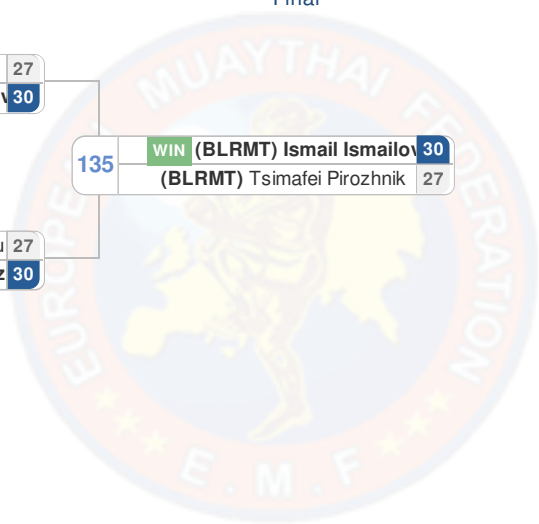 Final
27
30
135
WIN (BLRMT) Ismail Ismailov 30
(BLRMT) Tsimafei Pirozhnik 27
27
z 30
EUROPEAN MUAYTHAI FEDERATION
E.M.F